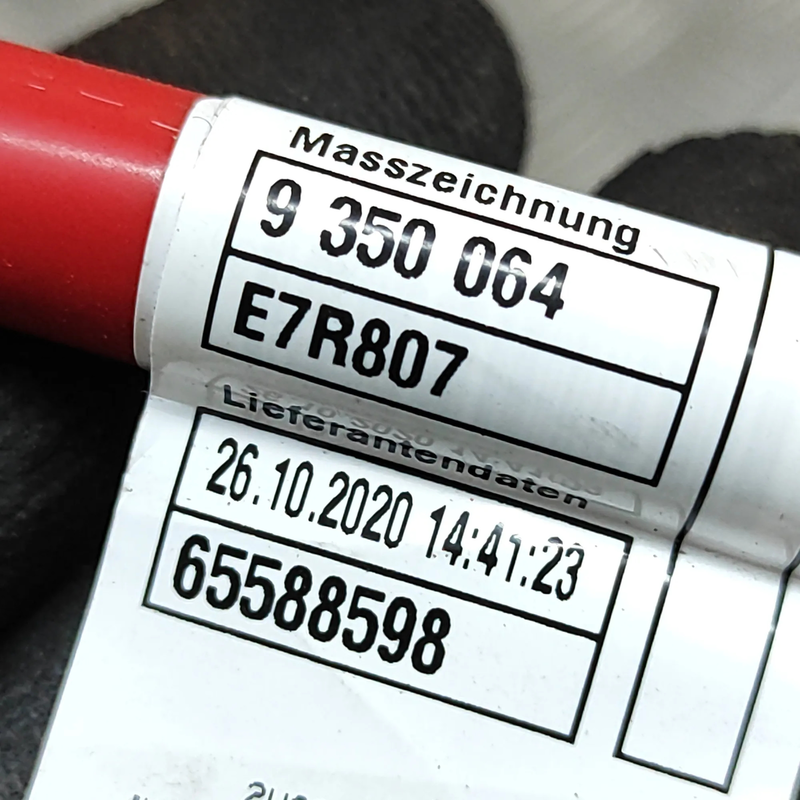 Masszeichnung
9 350 064
E7R807
Lieferantendaten
26.10.2020 14:41:23
65588598